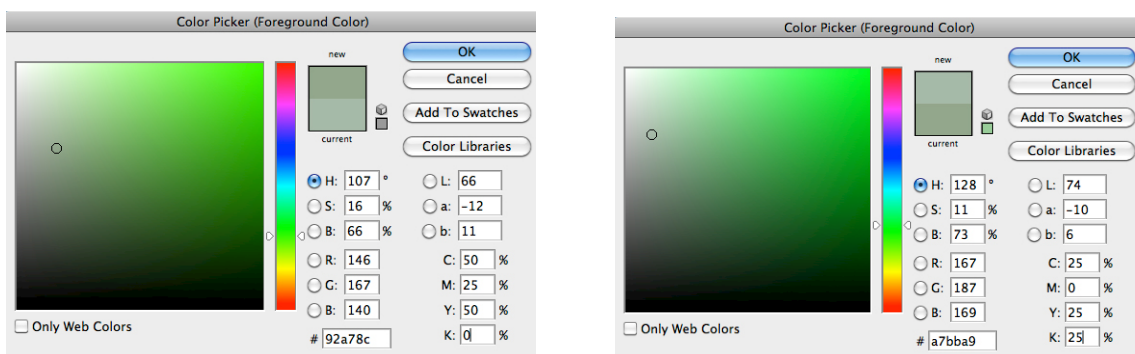 Color Picker (Foreground Color)
new
current
OK
Cancel
Add To Swatches
Color Libraries
H: 107 °
S: 16 %
B: 66 %
R: 146
G: 167
B: 140
# 92a78c
L: 66
a: -12
b: 11
C: 50 %
M: 25 %
Y: 50 %
K: 0 %
Only Web Colors
Color Picker (Foreground Color)
new
current
OK
Cancel
Add To Swatches
Color Libraries
H: 128 °
S: 11 %
B: 73 %
R: 167
G: 187
B: 169
# a7bba9
L: 74
a: -10
b: 6
C: 25 %
M: 0 %
Y: 25 %
K: 25 %
Only Web Colors